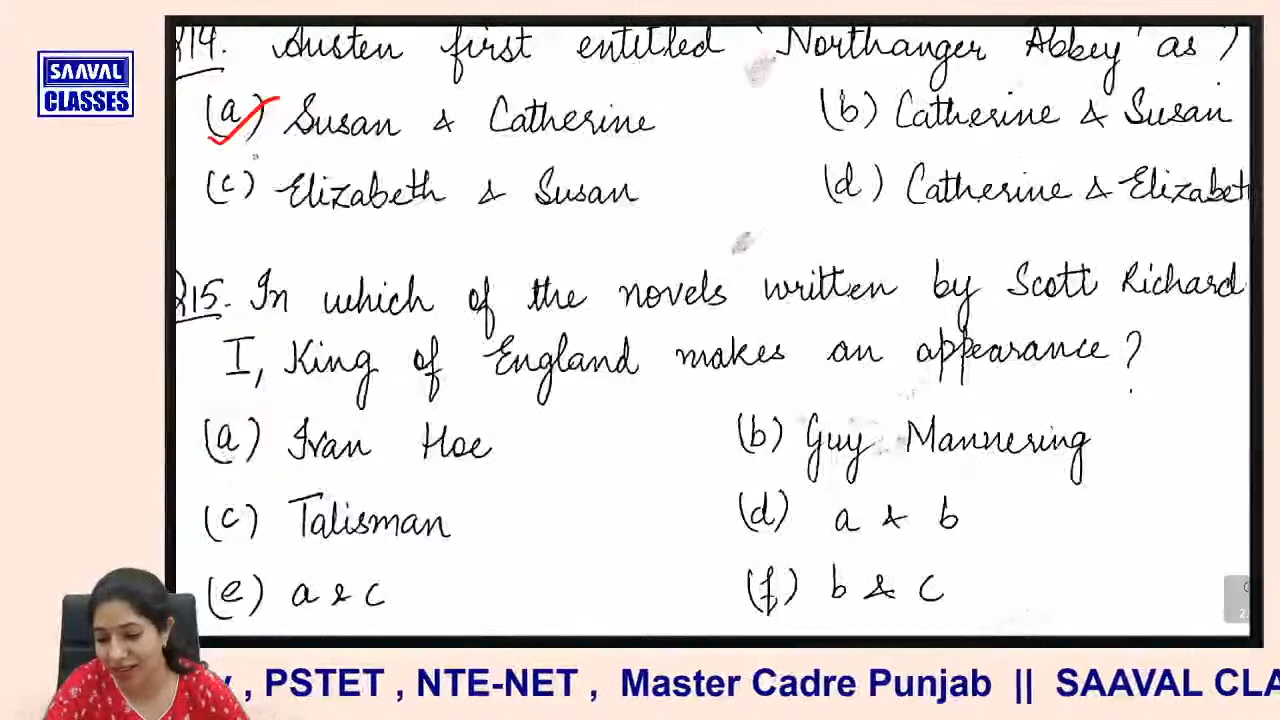 SAAVAL
CLASSES
Q14. Austen first entitled 'Northanger Abbey' as?
(a) Susan & Catherine (b) Catherine & Susan
(c) Elizabeth & Susan (d) Catherine & Elizabeth
Q15. In which of the novels written by Scott Richard
I, King of England makes an appearance?
(a) Ivan Hoe (b) Guy Mannering
(c) Talisman (d) a & b
(e) a & c (f) b & c
, PSTET , NTE-NET , Master Cadre Punjab || SAAVAL CLA